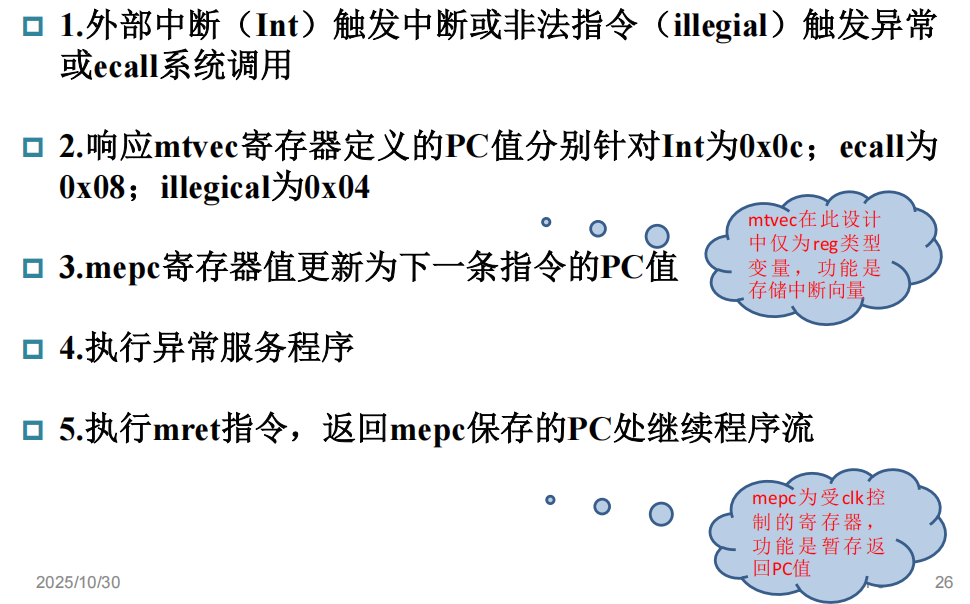 1.外部中断（Int）触发中断或非法指令（illegial）触发异常
或ecall系统调用
2.响应mtvec寄存器定义的PC值分别针对Int为0x0c；ecall为
0x08；illegical为0x04
mtvec在此设计
中仅为reg类型
变量，功能是
存储中断向量
3.mepc寄存器值更新为下一条指令的PC值
4.执行异常服务程序
5.执行mret指令，返回mepc保存的PC处继续程序流
mepc为受clk控
制的寄存器，
功能是暂存返
回PC值
2025/10/30
26